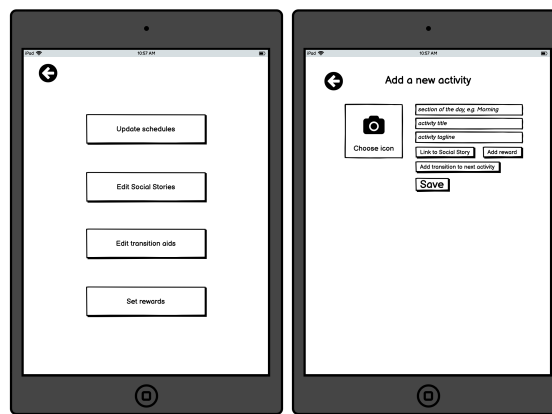 iPad
10:57 AM
Update schedules
Edit Social Stories
Edit transition aids
Set rewards
iPad
10:57 AM
Add a new activity
Choose icon
section of the day, e.g. Morning
activity title
activity tagline
Link to Social Story
Add reward
Add transition to next activity
Save